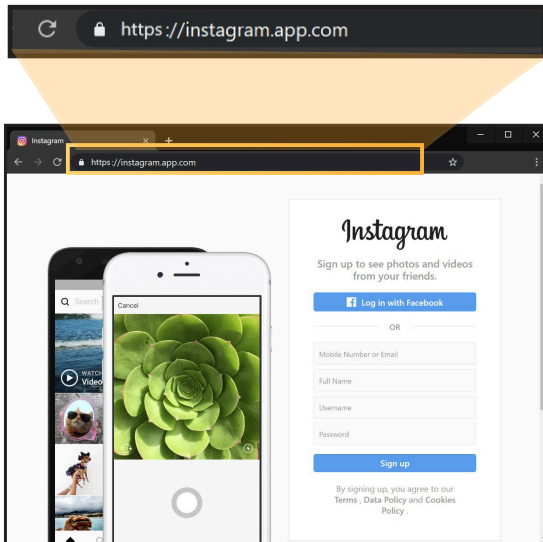 https://instagram.app.com
Instagram
https://instagram.app.com
Instagram
Sign up to see photos and videos
from your friends.
Log in with Facebook
OR
Mobile Number or Email
Full Name
Username
Password
Sign up
By signing up, you agree to our
Terms , Data Policy and Cookies
Policy .
Search
Cancel
WATCH
Video